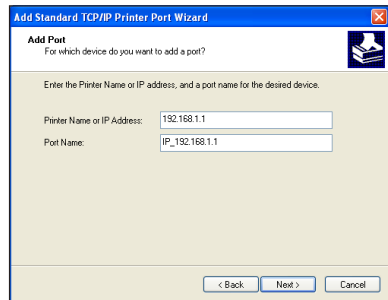 Add Standard TCP/IP Printer Port Wizard
Add Port
For which device do you want to add a port?
Enter the Printer Name or IP address, and a port name for the desired device.
Printer Name or IP Address: 192.168.1.1
Port Name: IP_192.168.1.1
< Back Next > Cancel